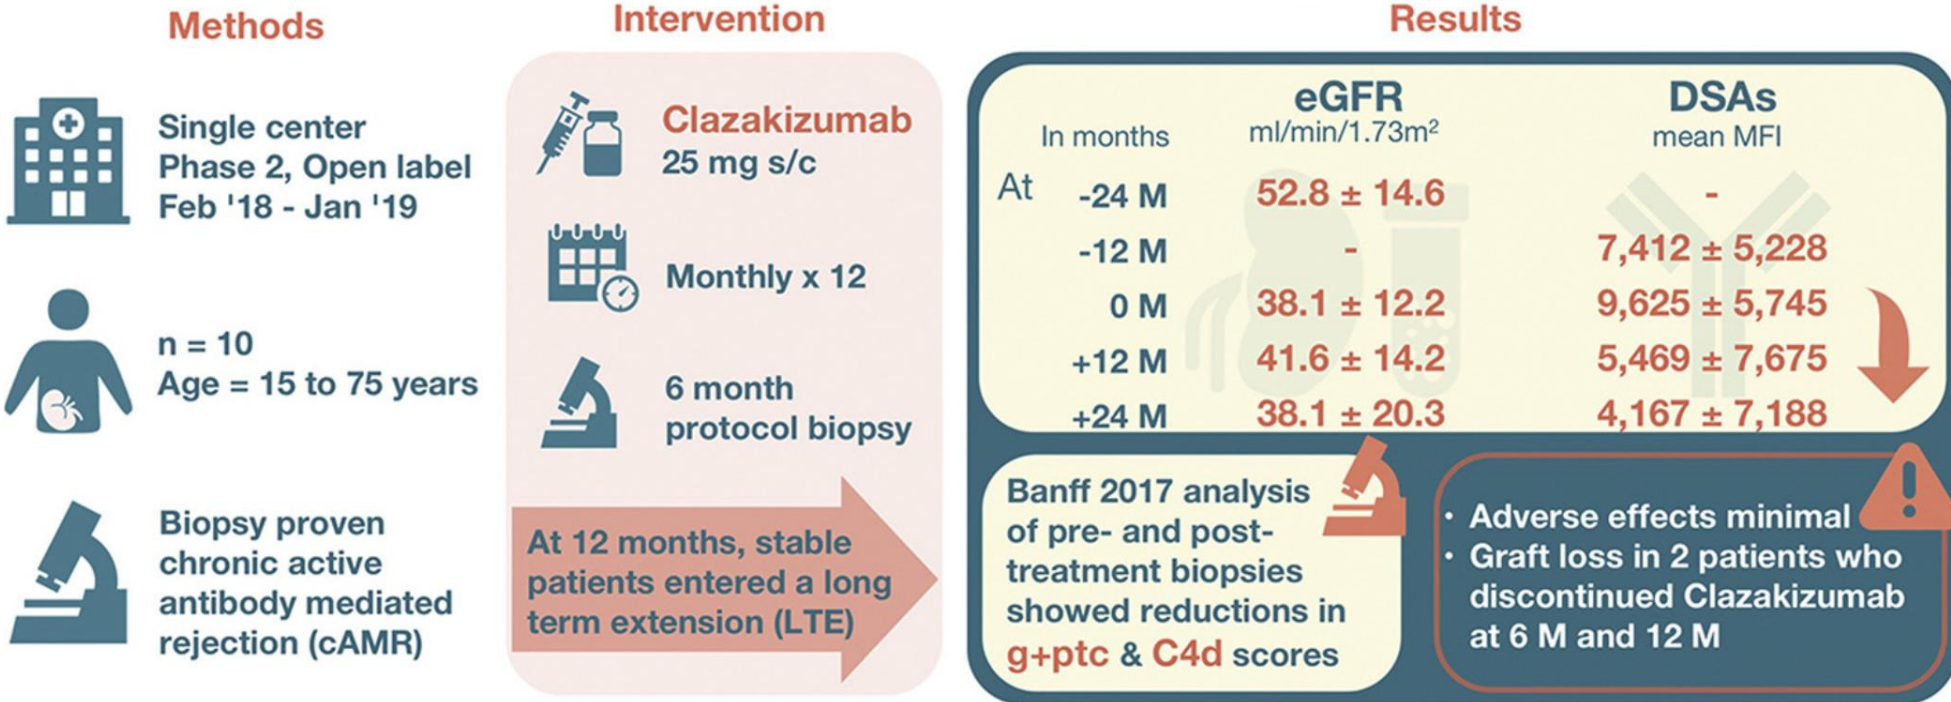 Methods
Single center
Phase 2, Open label
Feb '18 - Jan '19
n = 10
Age = 15 to 75 years
Biopsy proven
chronic active
antibody mediated
rejection (cAMR)
Intervention
Clazakizumab
25 mg s/c
Monthly x 12
6 month
protocol biopsy
At 12 months, stable
patients entered a long
term extension (LTE)
Results
eGFR DSAs
In months ml/min/1.73m² mean MFI
At -24 M 52.8 ± 14.6 -
-12 M - 7,412 ± 5,228
0 M 38.1 ± 12.2 9,625 ± 5,745
+12 M 41.6 ± 14.2 5,469 ± 7,675
+24 M 38.1 ± 20.3 4,167 ± 7,188
Banff 2017 analysis
of pre- and post-
treatment biopsies
showed reductions in
g+ptc & C4d scores
• Adverse effects minimal
• Graft loss in 2 patients who
discontinued Clazakizumab
at 6 M and 12 M